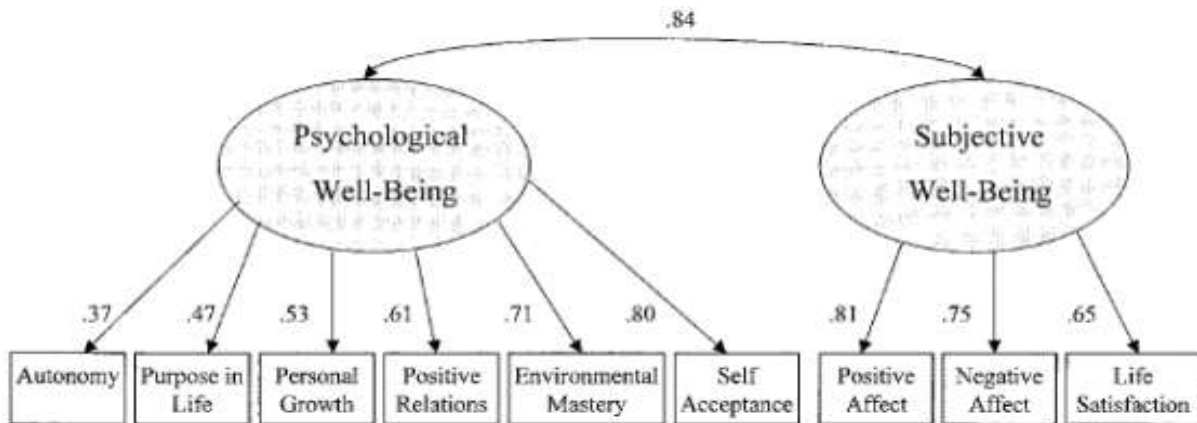 .84
Psychological
Well-Being
Subjective
Well-Being
.37
.47
.53
.61
.71
.80
.81
.75
.65
Autonomy
Purpose in
Life
Personal
Growth
Positive
Relations
Environmental
Mastery
Self
Acceptance
Positive
Affect
Negative
Affect
Life
Satisfaction